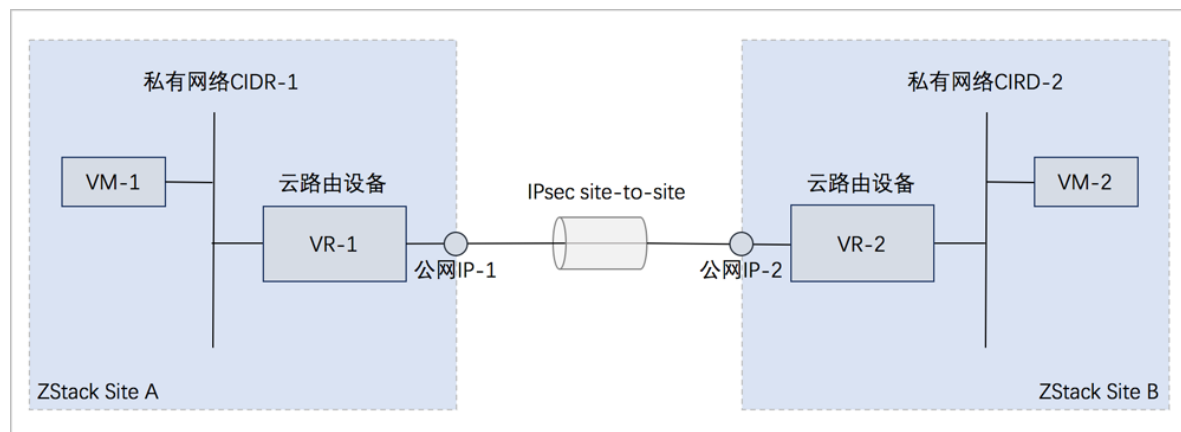 私有网络CIDR-1
VM-1
云路由设备
VR-1
公网IP-1
ZStack Site A
IPsec site-to-site
私有网络CIRD-2
云路由设备
VM-2
VR-2
公网IP-2
ZStack Site B